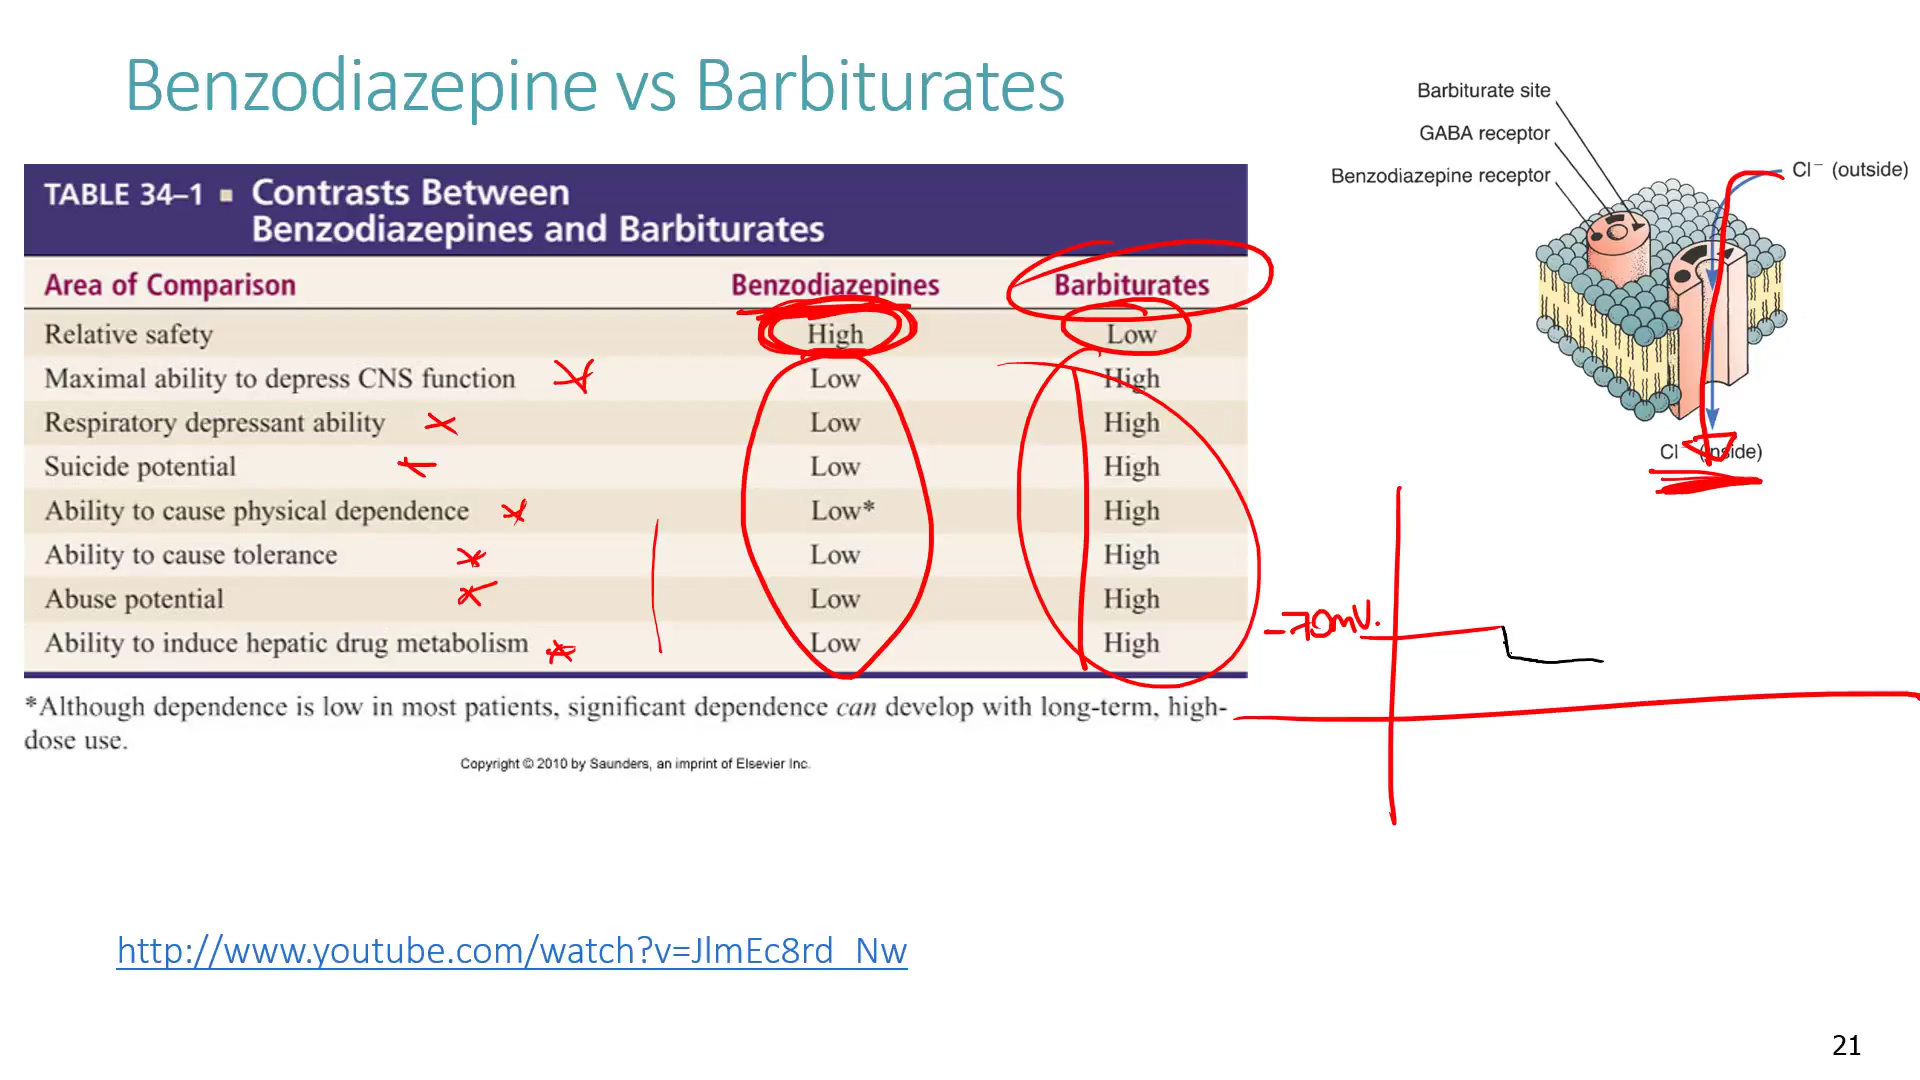 Benzodiazepine vs Barbiturates
TABLE 34–1 ■ Contrasts Between
Benzodiazepines and Barbiturates
Area of Comparison Benzodiazepines Barbiturates
Relative safety High Low
Maximal ability to depress CNS function Low High
Respiratory depressant ability Low High
Suicide potential Low High
Ability to cause physical dependence Low* High
Ability to cause tolerance Low High
Abuse potential Low High
Ability to induce hepatic drug metabolism Low High
*Although dependence is low in most patients, significant dependence can develop with long-term, high-
dose use.
Copyright © 2010 by Saunders, an imprint of Elsevier Inc.
Barbiturate site
GABA receptor
Benzodiazepine receptor
Cl⁻ (outside)
Cl (inside)
-70mV.
http://www.youtube.com/watch?v=JlmEc8rd_Nw
21